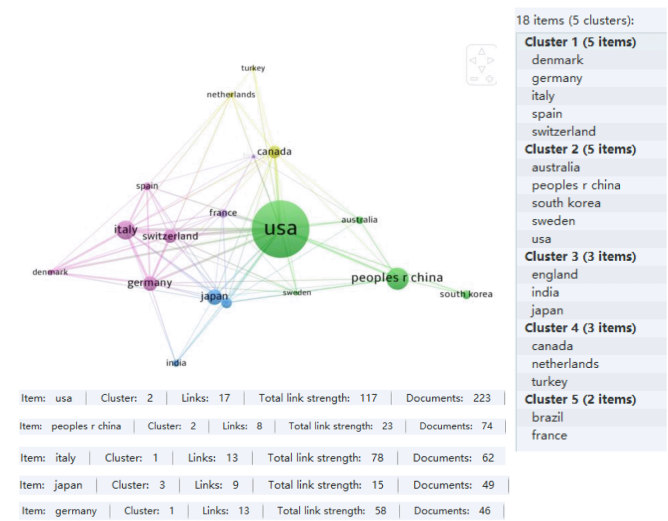 turkey
netherlands
canada
spain
france
australia
usa
italy
switzerland
denmark
germany
peoples r china
japan
sweden
south korea
india
Item: usa | Cluster: 2 | Links: 17 | Total link strength: 117 | Documents: 223 |
Item: peoples r china | Cluster: 2 | Links: 8 | Total link strength: 23 | Documents: 74 |
Item: italy | Cluster: 1 | Links: 13 | Total link strength: 78 | Documents: 62
Item: japan | Cluster: 3 | Links: 9 | Total link strength: 15 | Documents: 49 |
Item: germany | Cluster: 1 | Links: 13 | Total link strength: 58 | Documents: 46 |
18 items (5 clusters):
Cluster 1 (5 items)
denmark
germany
italy
spain
switzerland
Cluster 2 (5 items)
australia
peoples r china
south korea
sweden
usa
Cluster 3 (3 items)
england
india
japan
Cluster 4 (3 items)
canada
netherlands
turkey
Cluster 5 (2 items)
brazil
france